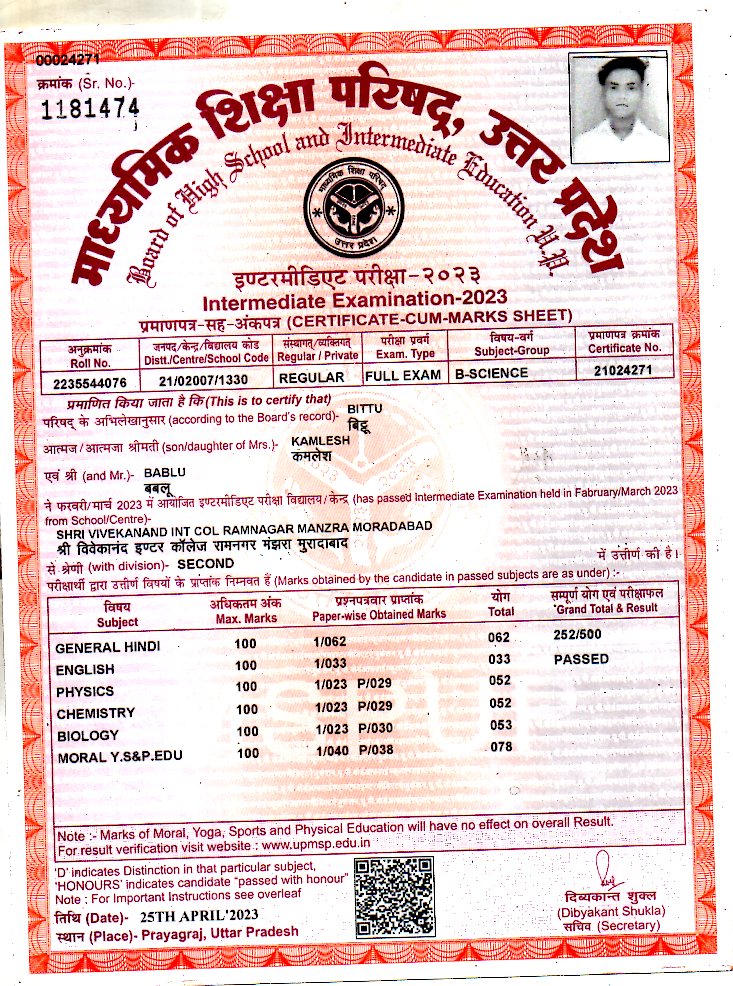 00024271
क्रमांक (Sr. No.)-
1181474
माध्यमिक शिक्षा परिषद्, उत्तर प्रदेश
Board of High School and Intermediate Education U.P.
माध्यमिक शिक्षा परिषद
उत्तर प्रदेश
इण्टरमीडिएट परीक्षा-२०२३
Intermediate Examination-2023
प्रमाणपत्र-सह-अंकपत्र (CERTIFICATE-CUM-MARKS SHEET)
अनुक्रमांक जनपद/केन्द्र/विद्यालय कोड संस्थागत/व्यक्तिगत परीक्षा प्रवर्ग विषय-वर्ग प्रमाणपत्र क्रमांक
Roll No. Distt./Centre/School Code Regular / Private Exam. Type Subject-Group Certificate No.
2235544076 21/02007/1330 REGULAR FULL EXAM B-SCIENCE 21024271
प्रमाणित किया जाता है कि (This is to certify that)
परिषद के अभिलेखानुसार (according to the Board's record)- BITTU
बिट्टू
आत्मज/आत्मजा श्रीमती (son/daughter of Mrs.)- KAMLESH
कमलेश
एवं श्री (and Mr.)- BABLU
बबलू
ने फरवरी/मार्च 2023 में आयोजित इण्टरमीडिएट परीक्षा विद्यालय/केन्द्र (has passed Intermediate Examination held in Fabruary/March 2023
from School/Centre)-
SHRI VIVEKANAND INT COL RAMNAGAR MANZRA MORADABAD
श्री विवेकानंद इण्टर कॉलेज रामनगर मंझरा मुरादाबाद
से श्रेणी (with division)- SECOND में उत्तीर्ण की है।
परीक्षार्थी द्वारा उत्तीर्ण विषयों के प्राप्तांक निम्नवत हैं (Marks obtained by the candidate in passed subjects are as under) :-
विषय अधिकतम अंक प्रश्नपत्रवार प्राप्तांक योग सम्पूर्ण योग एवं परीक्षाफल
Subject Max. Marks Paper-wise Obtained Marks Total Grand Total & Result
GENERAL HINDI 100 1/062 062 252/500
ENGLISH 100 1/033 033 PASSED
PHYSICS 100 1/023 P/029 052
CHEMISTRY 100 1/023 P/029 052
BIOLOGY 100 1/023 P/030 053
MORAL Y.S&P.EDU 100 1/040 P/038 078
Note :- Marks of Moral, Yoga, Sports and Physical Education will have no effect on overall Result.
For result verification visit website : www.upmsp.edu.in
'D' indicates Distinction in that particular subject,
'HONOURS' indicates candidate "passed with honour"
Note : For Important Instructions see overleaf
तिथि (Date)- 25TH APRIL'2023
स्थान (Place)- Prayagraj, Uttar Pradesh
दिब्यकान्त शुक्ल
(Dibyakant Shukla)
सचिव (Secretary)